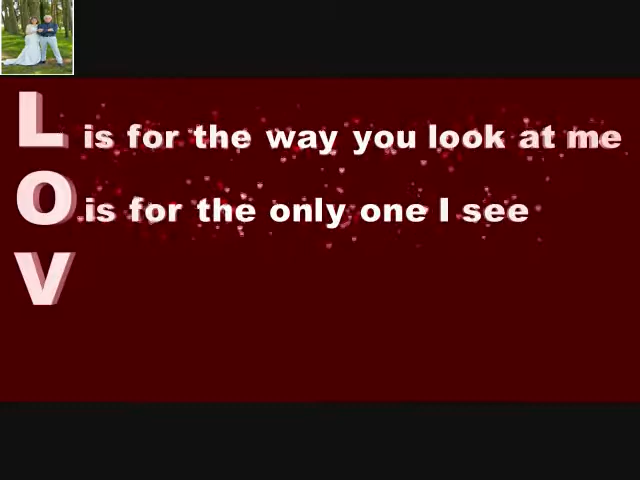 L is for the way you look at me
O is for the only one I see
V